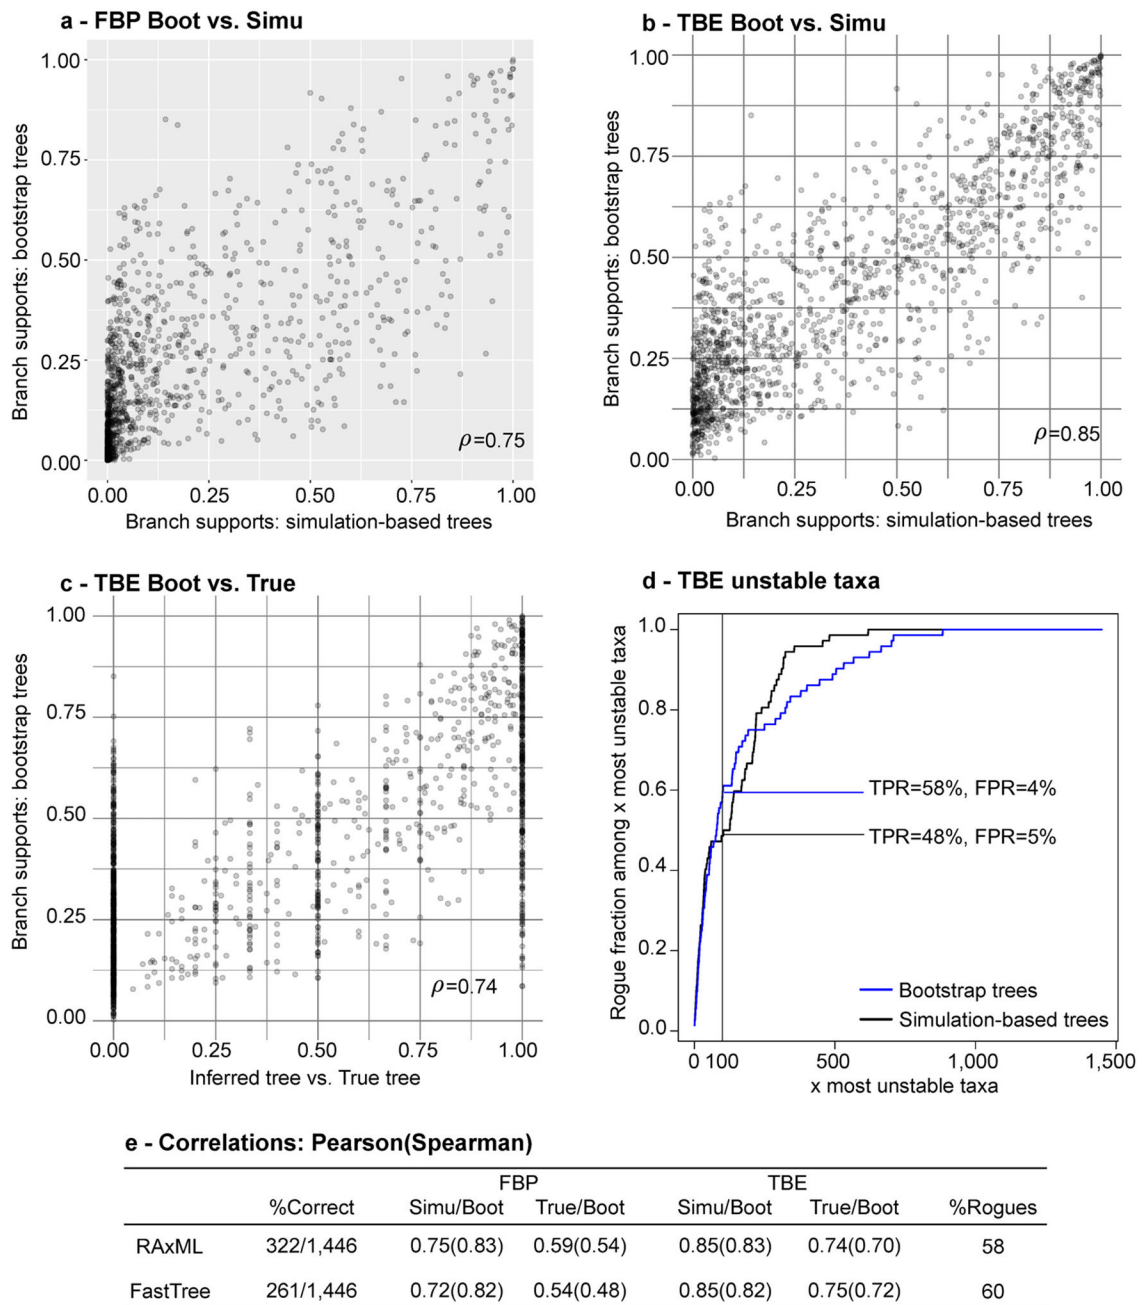 a - FBP Boot vs. Simu
Branch supports: bootstrap trees
1.00
0.75
0.50
0.25
0.00
ρ=0.75
0.00 0.25 0.50 0.75 1.00
Branch supports: simulation-based trees
b - TBE Boot vs. Simu
Branch supports: bootstrap trees
1.00
0.75
0.50
0.25
0.00
ρ=0.85
0.00 0.25 0.50 0.75 1.00
Branch supports: simulation-based trees
c - TBE Boot vs. True
Branch supports: bootstrap trees
1.00
0.75
0.50
0.25
0.00
ρ=0.74
0.00 0.25 0.50 0.75 1.00
Inferred tree vs. True tree
d - TBE unstable taxa
Rogue fraction among x most unstable taxa
1.0
0.8
0.6
0.4
0.2
0.0
TPR=58%, FPR=4%
TPR=48%, FPR=5%
Bootstrap trees
Simulation-based trees
0 100 500 1,000 1,500
x most unstable taxa
e - Correlations: Pearson(Spearman)
FBP TBE
%Correct Simu/Boot True/Boot Simu/Boot True/Boot %Rogues
RAxML 322/1,446 0.75(0.83) 0.59(0.54) 0.85(0.83) 0.74(0.70) 58
FastTree 261/1,446 0.72(0.82) 0.54(0.48) 0.85(0.82) 0.75(0.72) 60